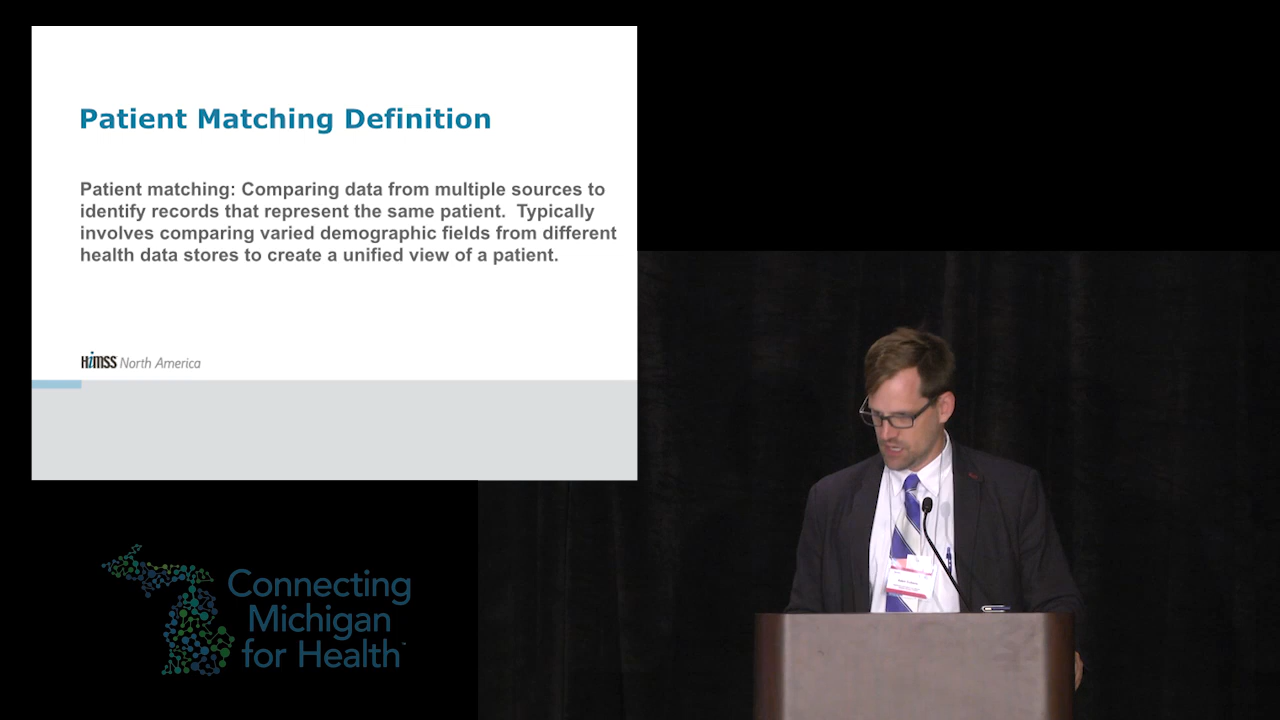 Patient Matching Definition
Patient matching: Comparing data from multiple sources to
identify records that represent the same patient.  Typically
involves comparing varied demographic fields from different
health data stores to create a unified view of a patient.
HIMSS North America
Connecting
Michigan
for Health